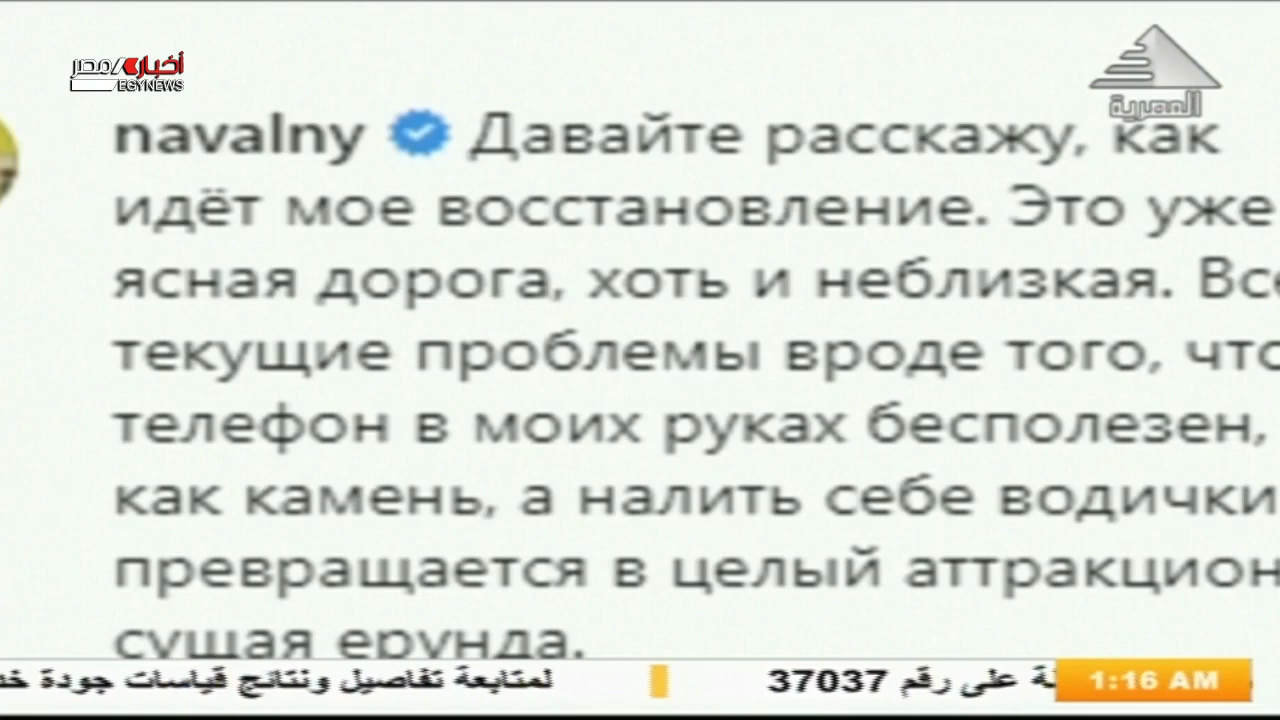 أخبار/مصر
EGYNEWS
المصرية
navalny Давайте расскажу, как
идёт мое восстановление. Это уже
ясная дорога, хоть и неблизкая. Все
текущие проблемы вроде того, что
телефон в моих руках бесполезен,
как камень, а налить себе водички
превращается в целый аттракцион
сущая ерунда.
على رقم 37037 لمتابعة تفاصيل ونتائج قياسات جودة
1:16 AM